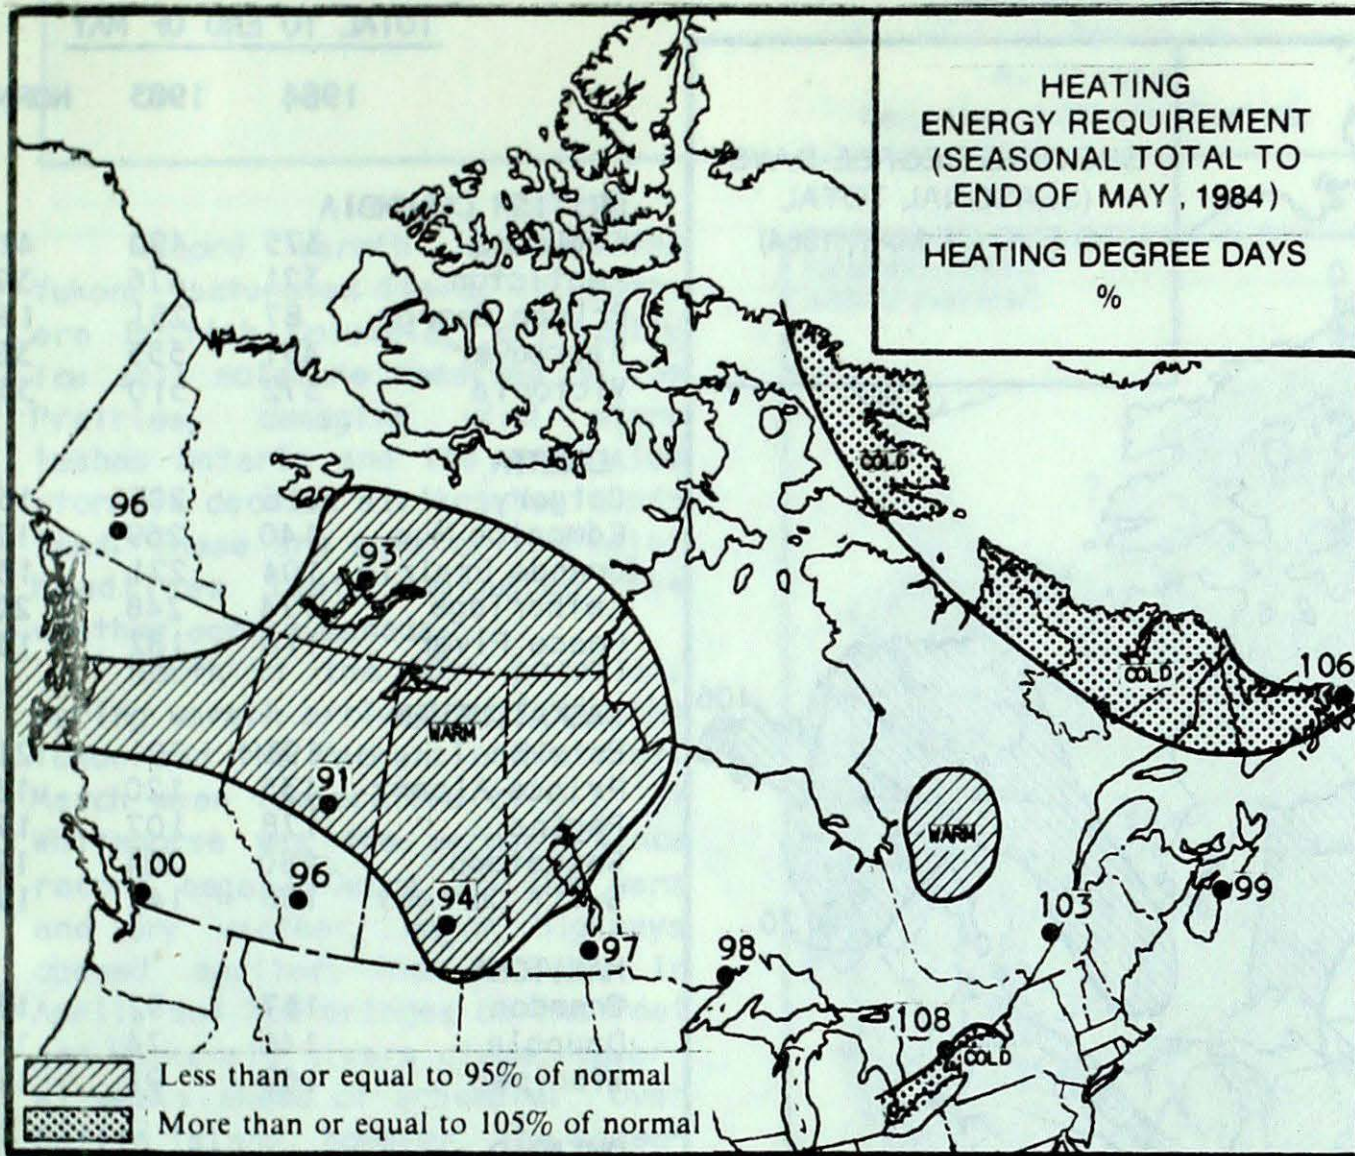 HEATING
ENERGY REQUIREMENT
(SEASONAL TOTAL TO
END OF MAY, 1984)
HEATING DEGREE DAYS
%
COLD
96
93
COLD
106
WARM
91
WARM
100
96
94
103
99
97
98
108
COLD
Less than or equal to 95% of normal
More than or equal to 105% of normal